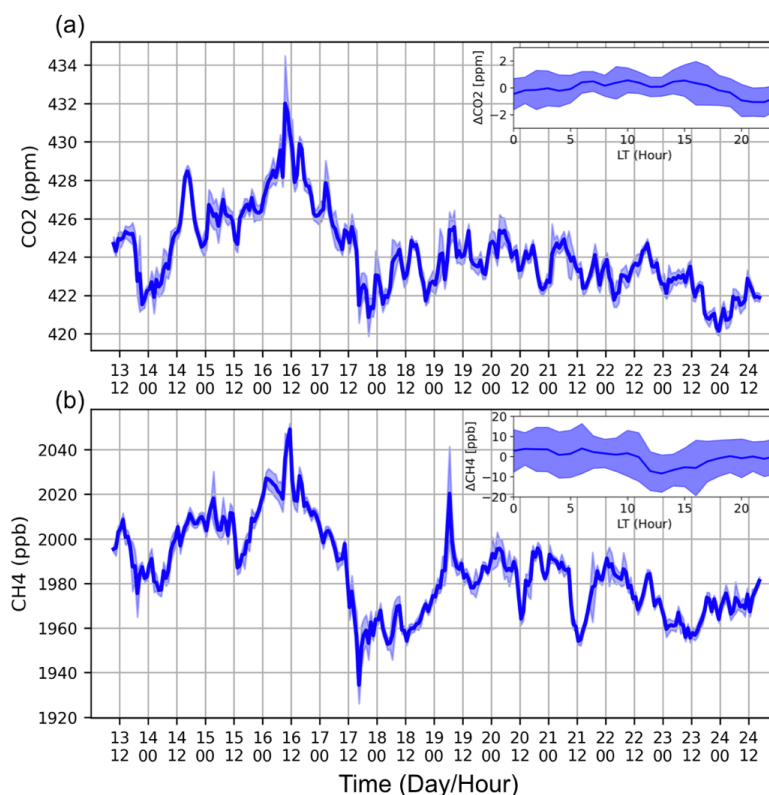 (a)
434
432
430
428
426
424
422
420
CO2 (ppm)
2
0
−2
ΔCO2 [ppm]
0 5 10 15 20
LT (Hour)
13 14 14 15 15 16 16 17 17 18 18 19 19 20 20 21 21 22 22 23 23 24 24
12 00 12 00 12 00 12 00 12 00 12 00 12 00 12 00 12 00 12 00 12 00 12
(b)
2040
2020
2000
1980
1960
1940
1920
CH4 (ppb)
20
10
0
−10
−20
ΔCH4 [ppb]
0 5 10 15 20
LT (Hour)
13 14 14 15 15 16 16 17 17 18 18 19 19 20 20 21 21 22 22 23 23 24 24
12 00 12 00 12 00 12 00 12 00 12 00 12 00 12 00 12 00 12 00 12 00 12
Time (Day/Hour)